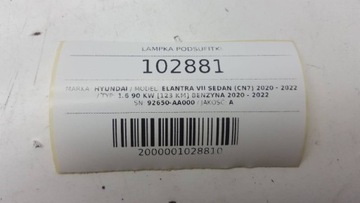 LAMPKA PODSUFITKI
102881
MARKA: HYUNDAI / MODEL: ELANTRA VII SEDAN (CN7) 2020 - 2022
/ TYP: 1.6 90 KW [123 KM] BENZYNA 2020 - 2022
SN: 92850-AA000 / JAKOŚĆ: A
2000001028810